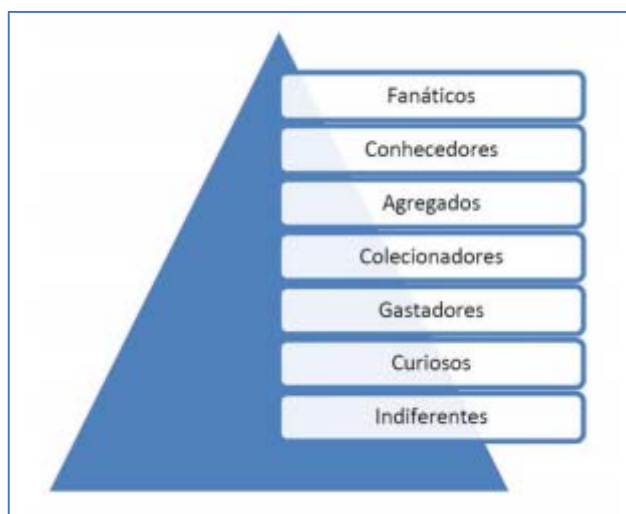 Fanáticos
Conhecedores
Agregados
Colecionadores
Gastadores
Curiosos
Indiferentes